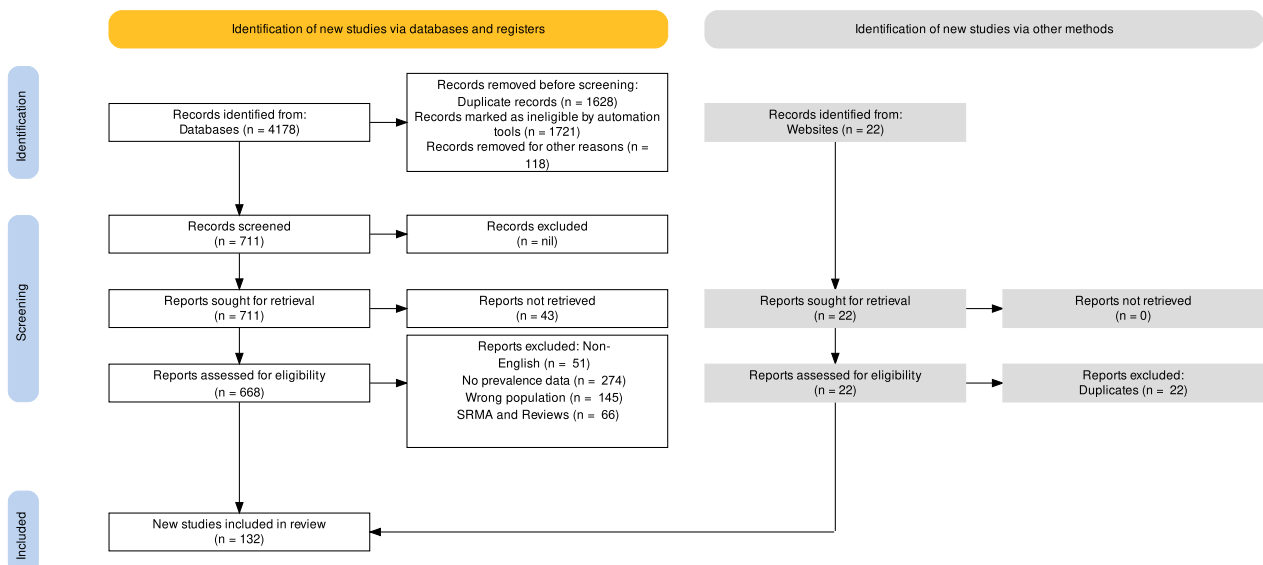 Identification of new studies via databases and registers
Identification of new studies via other methods
Identification
Records identified from:
Databases (n = 4178)
Records removed before screening:
Duplicate records (n = 1628)
Records marked as ineligible by automation
tools (n = 1721)
Records removed for other reasons (n =
118)
Records identified from:
Websites (n = 22)
Screening
Records screened
(n = 711)
Records excluded
(n = nil)
Reports sought for retrieval
(n = 711)
Reports not retrieved
(n = 43)
Reports sought for retrieval
(n = 22)
Reports not retrieved
(n = 0)
Reports assessed for eligibility
(n = 668)
Reports excluded: Non-
English (n = 51)
No prevalence data (n = 274)
Wrong population (n = 145)
SRMA and Reviews (n = 66)
Reports assessed for eligibility
(n = 22)
Reports excluded:
Duplicates (n = 22)
Included
New studies included in review
(n = 132)